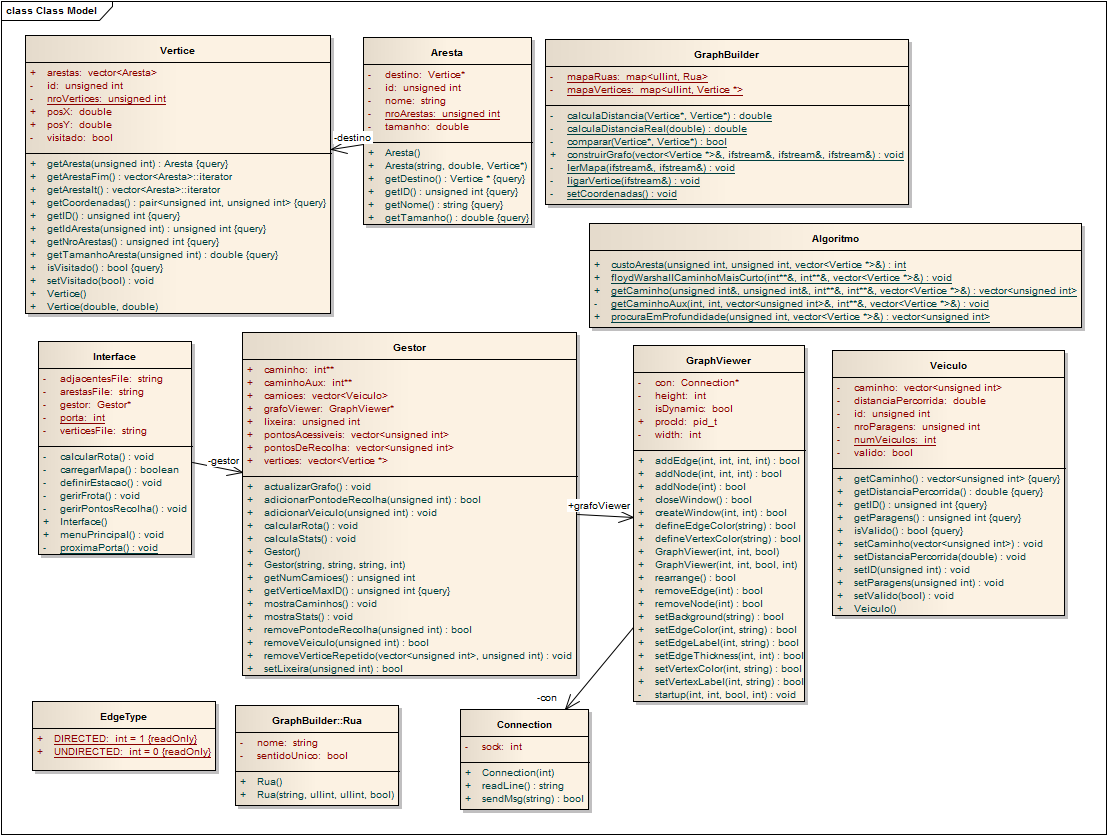 class Class Model
Vertice
+ arestas: vector<Aresta>
- id: unsigned int
- nroVertices: unsigned int
+ posX: double
+ posY: double
- visitado: bool
+ getAresta(unsigned int) : Aresta {query}
+ getArestaFim() : vector<Aresta>::iterator
+ getArestaIt() : vector<Aresta>::iterator
+ getCoordenadas() : pair<unsigned int, unsigned int> {query}
+ getID() : unsigned int {query}
+ getIdAresta(unsigned int) : unsigned int {query}
+ getNroArestas() : unsigned int {query}
+ getTamanhoAresta(unsigned int) : double {query}
+ isVisitado() : bool {query}
+ setVisitado(bool) : void
+ Vertice()
+ Vertice(double, double)
-destino
Aresta
- destino: Vertice*
- id: unsigned int
- nome: string
- nroArestas: unsigned int
- tamanho: double
+ Aresta()
+ Aresta(string, double, Vertice*)
+ getDestino() : Vertice * {query}
+ getID() : unsigned int {query}
+ getNome() : string {query}
+ getTamanho() : double {query}
GraphBuilder
- mapaRuas: map<ullint, Rua>
- mapaVertices: map<ullint, Vertice *>
- calculaDistancia(Vertice*, Vertice*) : double
- calculaDistanciaReal(double) : double
- comparar(Vertice*, Vertice*) : bool
+ construirGrafo(vector<Vertice *>&, ifstream&, ifstream&, ifstream&) : void
- lerMapa(ifstream&, ifstream&) : void
- ligarVertice(ifstream&) : void
- setCoordenadas() : void
Algoritmo
+ custoAresta(unsigned int, unsigned int, vector<Vertice *>&) : int
+ floydWarshallCaminhoMaisCurto(int**&, int**&, vector<Vertice *>&) : void
+ getCaminho(unsigned int&, unsigned int&, int**&, int**&, vector<Vertice *>&) : vector<unsigned int>
- getCaminhoAux(int, int, vector<unsigned int>&, int**&, vector<Vertice *>&) : void
+ procuraEmProfundidade(unsigned int, vector<Vertice *>&) : vector<unsigned int>
Interface
- adjacentesFile: string
- arestasFile: string
- gestor: Gestor*
- porta: int
- verticesFile: string
- calcularRota() : void
- carregarMapa() : boolean
- definirEstacao() : void
- gerirFrota() : void
- gerirPontosRecolha() : void
+ Interface()
+ menuPrincipal() : void
- proximaPorta() : void
-gestor
Gestor
+ caminho: int**
+ caminhoAux: int**
+ camioes: vector<Veiculo>
+ grafoViewer: GraphViewer*
+ lixeira: unsigned int
+ pontosAcessiveis: vector<unsigned int>
+ pontosDeRecolha: vector<unsigned int>
+ vertices: vector<Vertice *>
+ actualizarGrafo() : void
+ adicionarPontodeRecolha(unsigned int) : bool
+ adicionarVeiculo(unsigned int) : void
+ calcularRota() : void
+ calculaStats() : void
+ Gestor()
+ Gestor(string, string, string, int)
+ getNumCamioes() : unsigned int
+ getVerticeMaxID() : unsigned int {query}
+ mostraCaminhos() : void
+ mostraStats() : void
+ removePontodeRecolha(unsigned int) : bool
+ removeVeiculo(unsigned int) : bool
+ removeVerticeRepetido(vector<unsigned int>, unsigned int) : void
+ setLixeira(unsigned int) : bool
+grafoViewer
GraphViewer
- con: Connection*
- height: int
- isDynamic: bool
+ procId: pid_t
- width: int
+ addEdge(int, int, int, int) : bool
+ addNode(int, int, int) : bool
+ addNode(int) : bool
+ closeWindow() : bool
+ createWindow(int, int) : bool
+ defineEdgeColor(string) : bool
+ defineVertexColor(string) : bool
+ GraphViewer(int, int, bool)
+ GraphViewer(int, int, bool, int)
+ rearrange() : bool
+ removeEdge(int) : bool
+ removeNode(int) : bool
+ setBackground(string) : bool
+ setEdgeColor(int, string) : bool
+ setEdgeLabel(int, string) : bool
+ setEdgeThickness(int, int) : bool
+ setVertexColor(int, string) : bool
+ setVertexLabel(int, string) : bool
- startup(int, int, bool, int) : void
Veiculo
- caminho: vector<unsigned int>
- distanciaPercorrida: double
- id: unsigned int
- nroParagens: unsigned int
- numVeiculos: int
- valido: bool
+ getCaminho() : vector<unsigned int> {query}
+ getDistanciaPercorrida() : double {query}
+ getID() : unsigned int {query}
+ getParagens() : unsigned int {query}
+ isValido() : bool {query}
+ setCaminho(vector<unsigned int>) : void
+ setDistanciaPercorrida(double) : void
+ setID(unsigned int) : void
+ setParagens(unsigned int) : void
+ setValido(bool) : void
+ Veiculo()
EdgeType
+ DIRECTED: int = 1 {readOnly}
+ UNDIRECTED: int = 0 {readOnly}
GraphBuilder::Rua
- nome: string
- sentidoUnico: bool
+ Rua()
+ Rua(string, ullint, ullint, bool)
-con
Connection
- sock: int
+ Connection(int)
+ readLine() : string
+ sendMsg(string) : bool